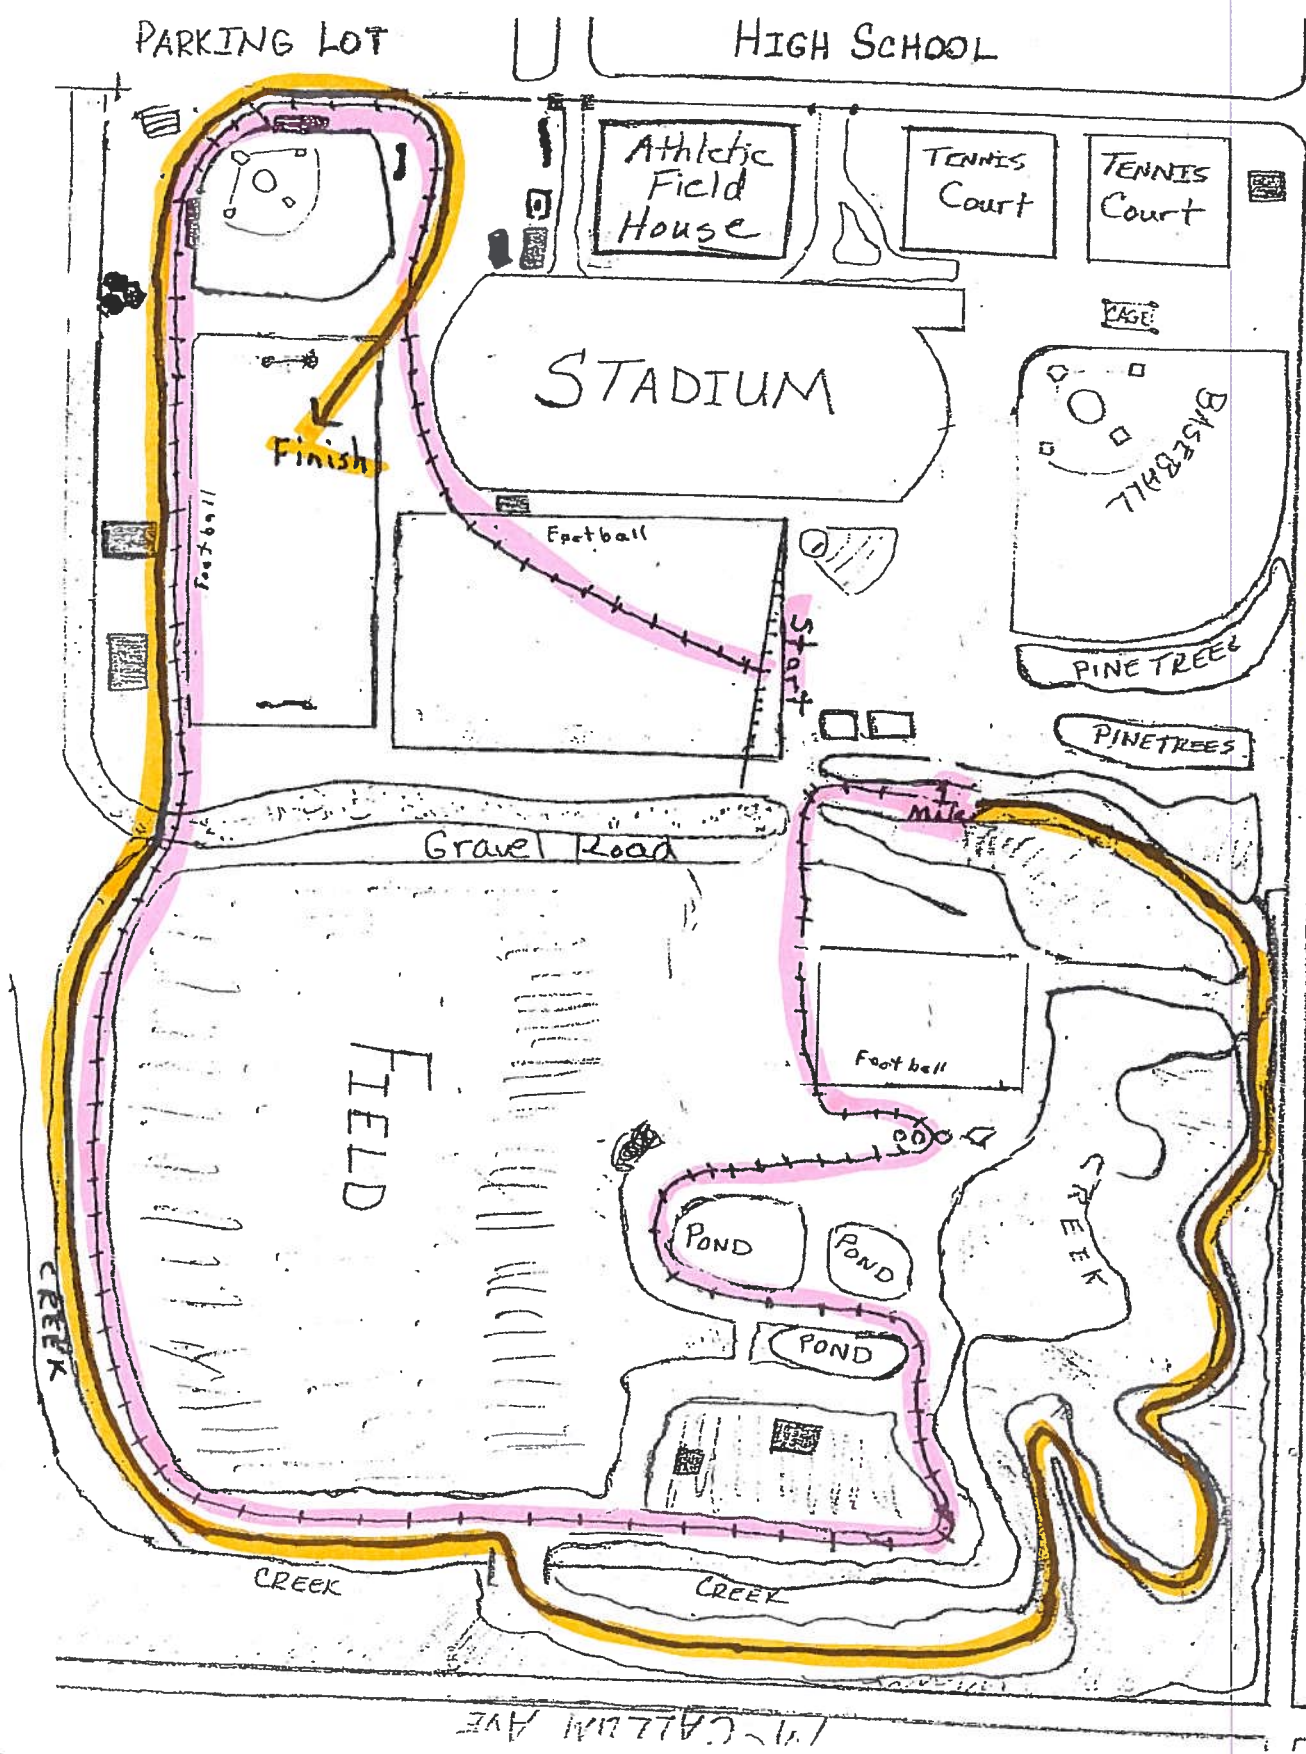 PARKING LOT
HIGH SCHOOL
Athletic
Field
House
TENNIS
Court
TENNIS
Court
CAGE
STADIUM
BASEBALL
Finish
Football
Football
Start
PINE TREES
PINETREES
Mile
Gravel Road
Football
FIELD
CREEK
POND
POND
POND
CREEK
CREEK
CREEK
McCALLUM AVE